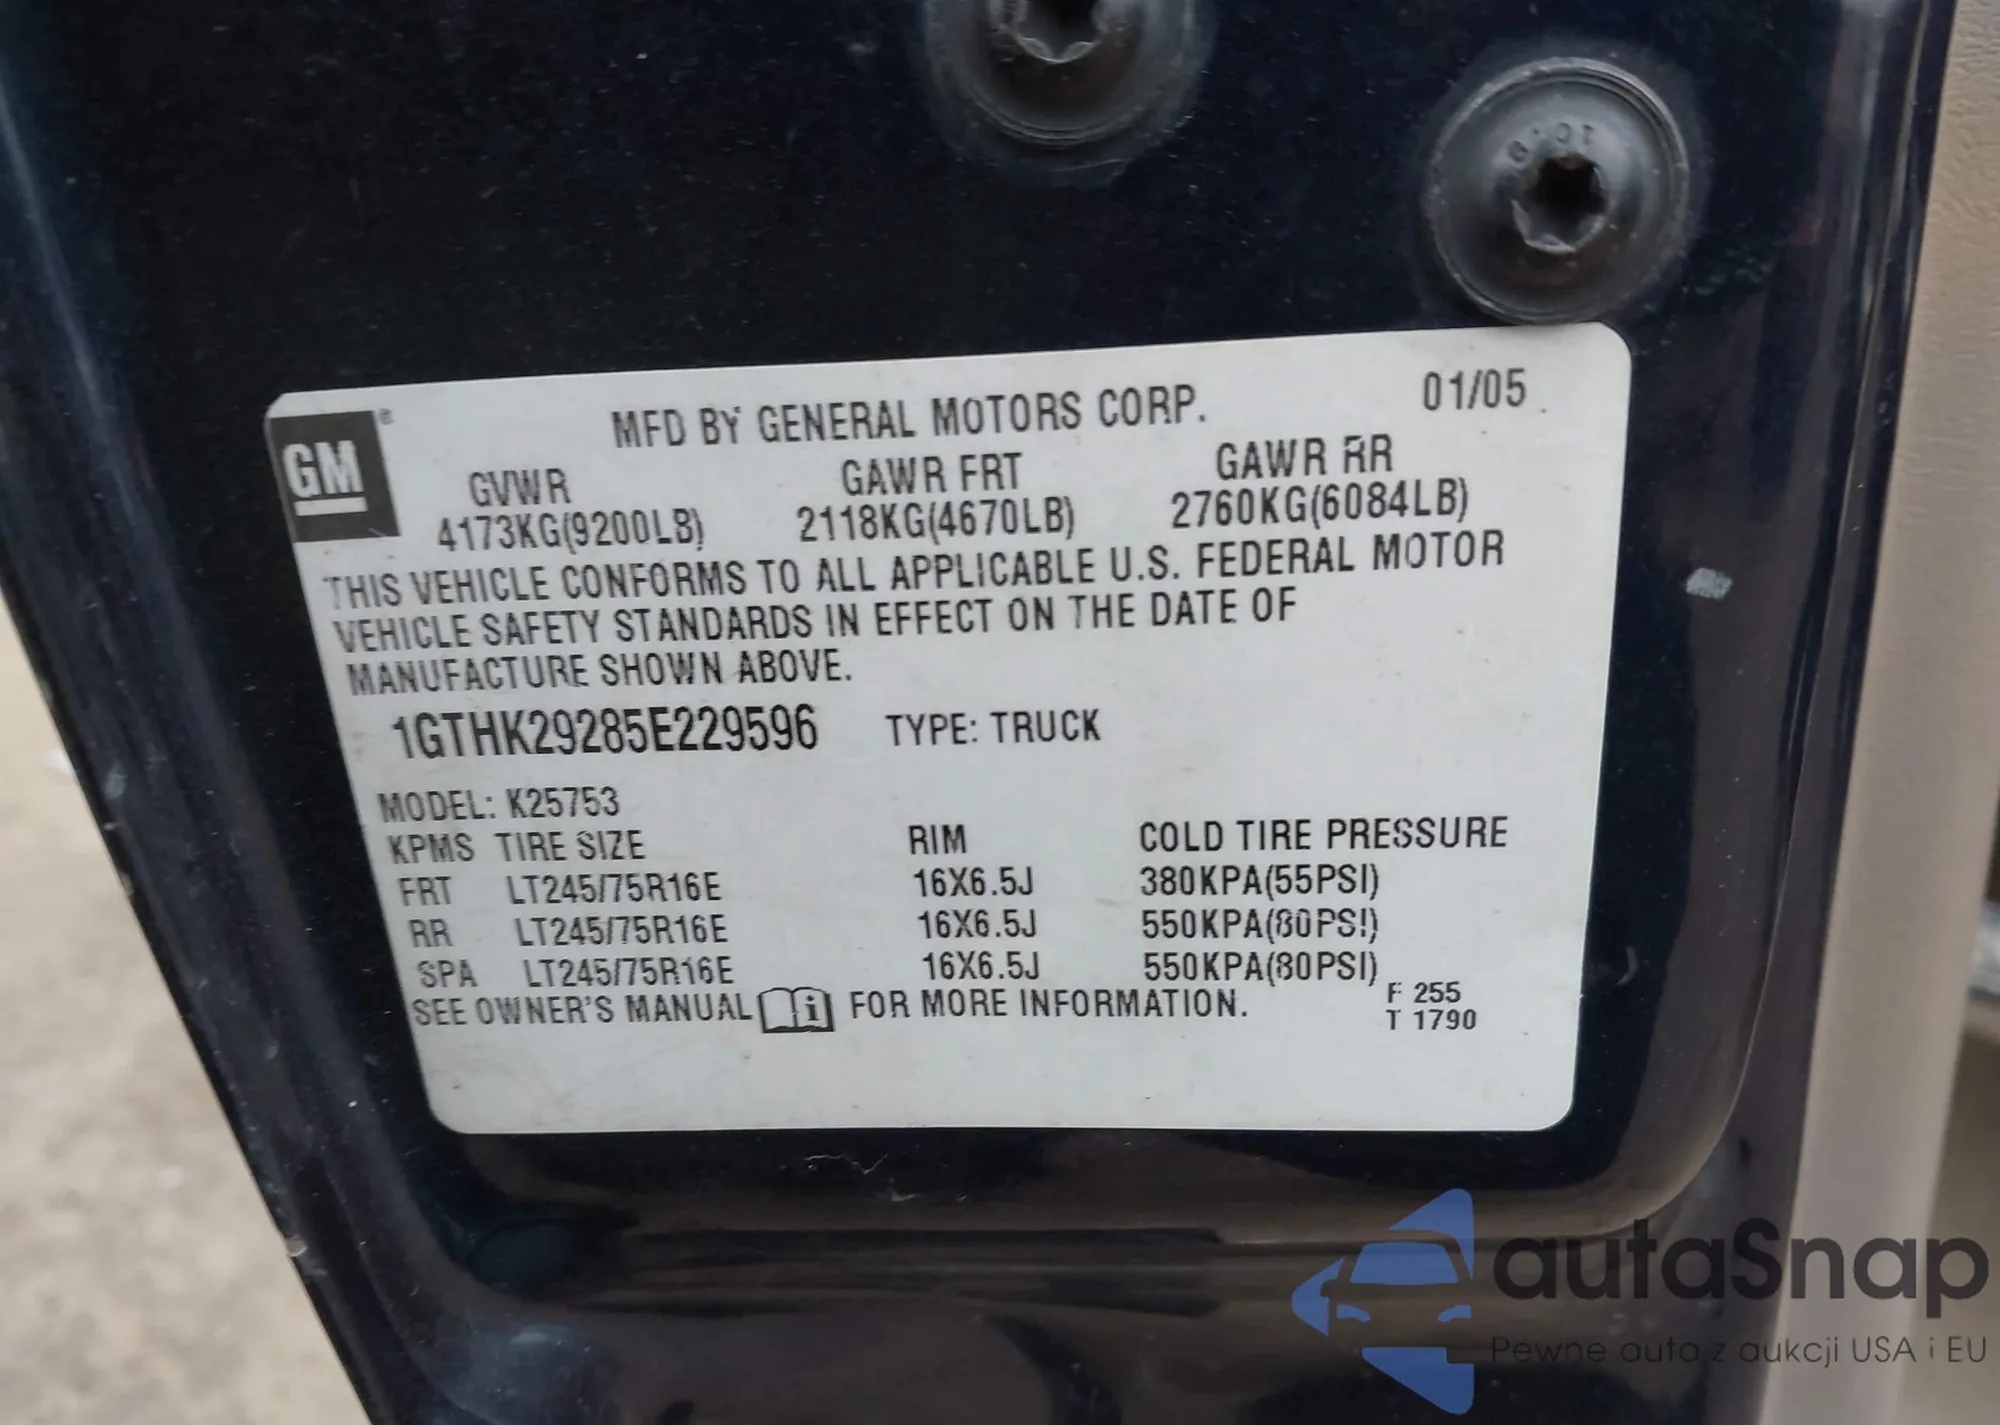 MFD BY GENERAL MOTORS CORP. 01/05
GM ®
GVWR GAWR FRT GAWR RR
4173KG(9200LB) 2118KG(4670LB) 2760KG(6084LB)
THIS VEHICLE CONFORMS TO ALL APPLICABLE U.S. FEDERAL MOTOR
VEHICLE SAFETY STANDARDS IN EFFECT ON THE DATE OF
MANUFACTURE SHOWN ABOVE.
1GTHK29285E229596 TYPE: TRUCK
MODEL: K25753
KPMS TIRE SIZE RIM COLD TIRE PRESSURE
FRT LT245/75R16E 16X6.5J 380KPA(55PSI)
RR LT245/75R16E 16X6.5J 550KPA(80PSI)
SPA LT245/75R16E 16X6.5J 550KPA(80PSI)
SEE OWNER'S MANUAL FOR MORE INFORMATION.
F 255
T 1790
autaSnap
Pewne auta z aukcji USA i EU